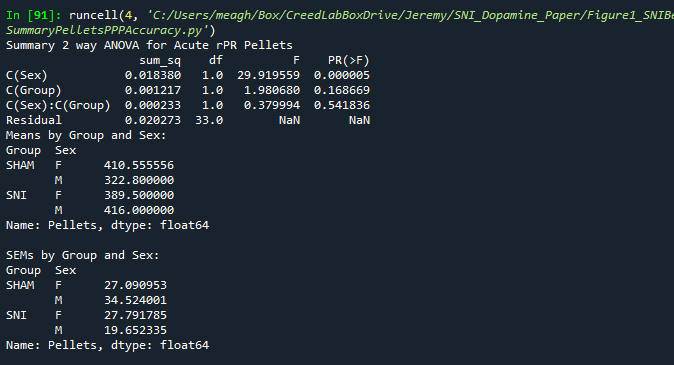 In [91]: runcell(4, 'C:/Users/meagh/Box/CreedLabBoxDrive/Jeremy/SNI_Dopamine_Paper/Figure1_SNIBe
SummaryPelletsPPPAccuracy.py')
Summary 2 way ANOVA for Acute rPR Pellets
sum_sq df F PR(>F)
C(Sex) 0.018380 1.0 29.919559 0.000005
C(Group) 0.001217 1.0 1.980680 0.168669
C(Sex):C(Group) 0.000233 1.0 0.379994 0.541836
Residual 0.020273 33.0 NaN NaN
Means by Group and Sex:
Group Sex
SHAM F 410.555556
M 322.800000
SNI F 389.500000
M 416.000000
Name: Pellets, dtype: float64
SEMs by Group and Sex:
Group Sex
SHAM F 27.090953
M 34.524001
SNI F 27.791785
M 19.652335
Name: Pellets, dtype: float64